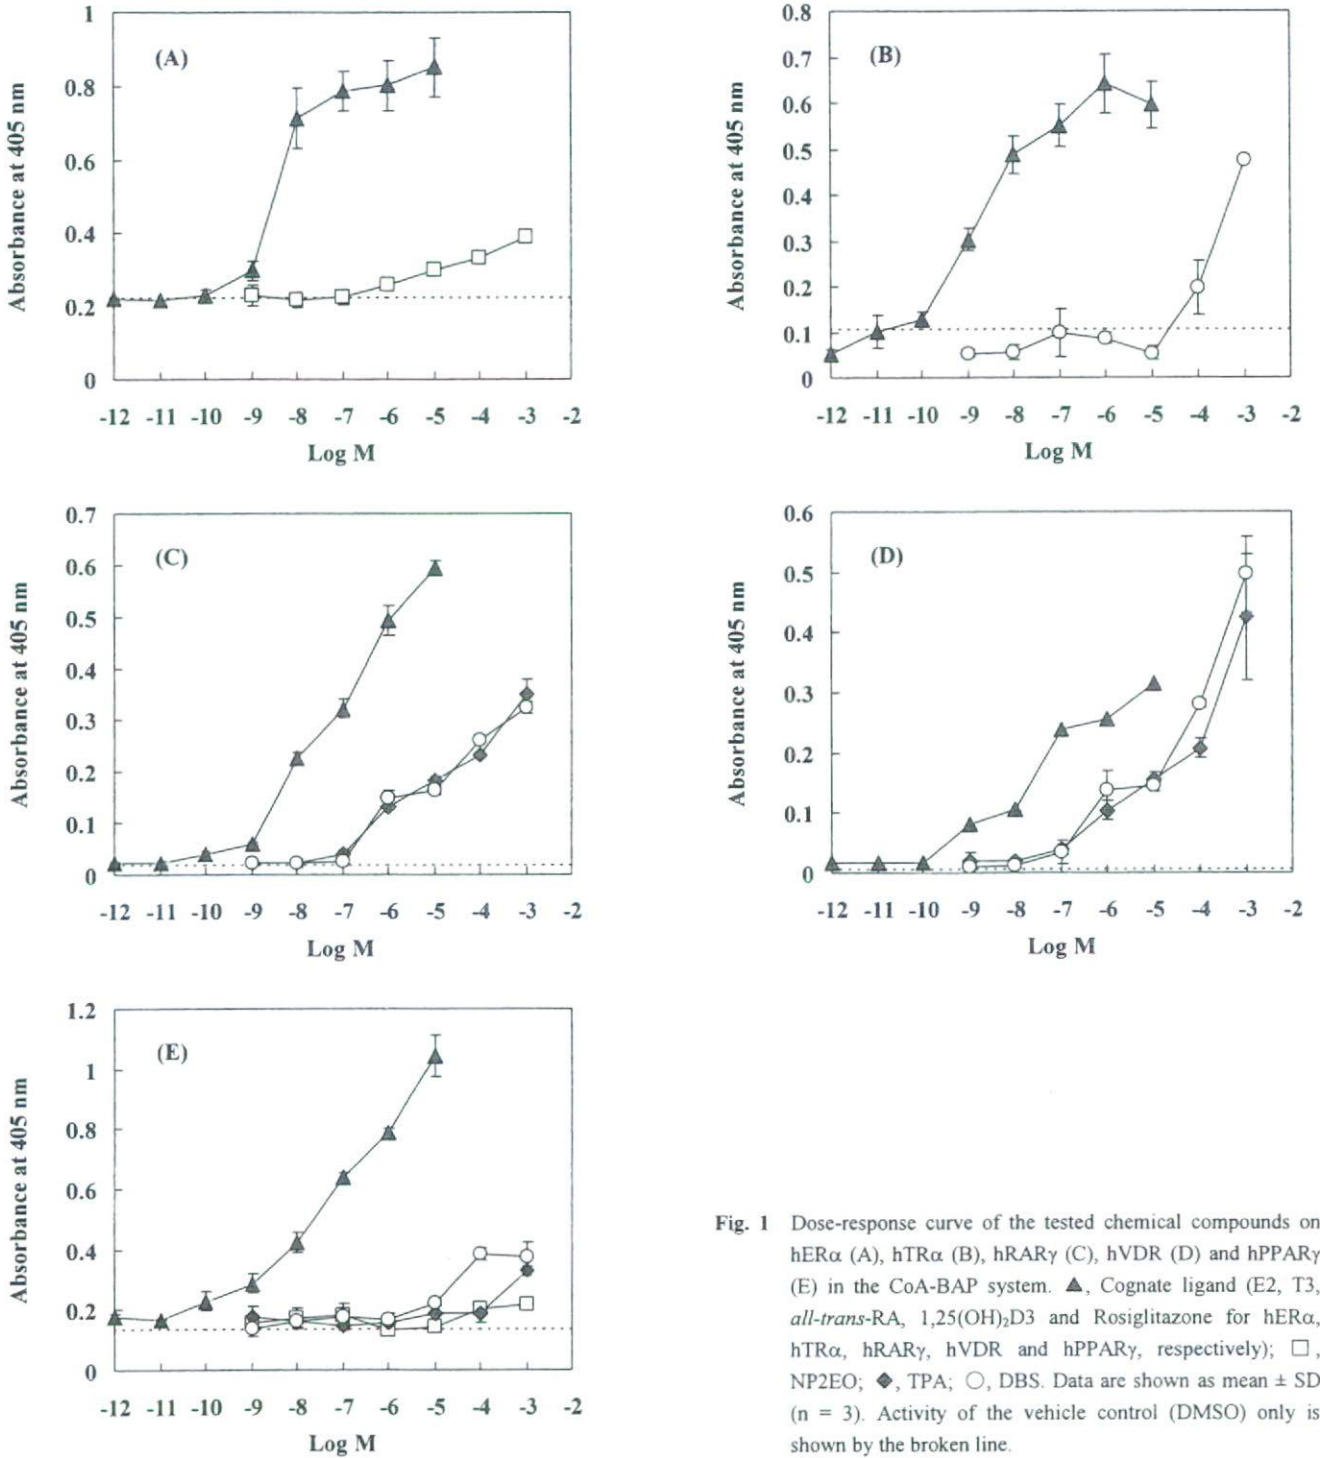 (A)
Absorbance at 405 nm
1
0.8
0.6
0.4
0.2
0
-12 -11 -10 -9 -8 -7 -6 -5 -4 -3 -2
Log M
(B)
Absorbance at 405 nm
0.8
0.7
0.6
0.5
0.4
0.3
0.2
0.1
0
-12 -11 -10 -9 -8 -7 -6 -5 -4 -3 -2
Log M
(C)
Absorbance at 405 nm
0.7
0.6
0.5
0.4
0.3
0.2
0.1
0
-12 -11 -10 -9 -8 -7 -6 -5 -4 -3 -2
Log M
(D)
Absorbance at 405 nm
0.6
0.5
0.4
0.3
0.2
0.1
0
-12 -11 -10 -9 -8 -7 -6 -5 -4 -3 -2
Log M
(E)
Absorbance at 405 nm
1.2
1
0.8
0.6
0.4
0.2
0
-12 -11 -10 -9 -8 -7 -6 -5 -4 -3 -2
Log M
Fig. 1 Dose-response curve of the tested chemical compounds on
hERα (A), hTRα (B), hRARγ (C), hVDR (D) and hPPARγ
(E) in the CoA-BAP system. ▲, Cognate ligand (E2, T3,
all-trans-RA, 1,25(OH)₂D3 and Rosiglitazone for hERα,
hTRα, hRARγ, hVDR and hPPARγ, respectively); □,
NP2EO; ◆, TPA; ○, DBS. Data are shown as mean ± SD
(n = 3). Activity of the vehicle control (DMSO) only is
shown by the broken line.